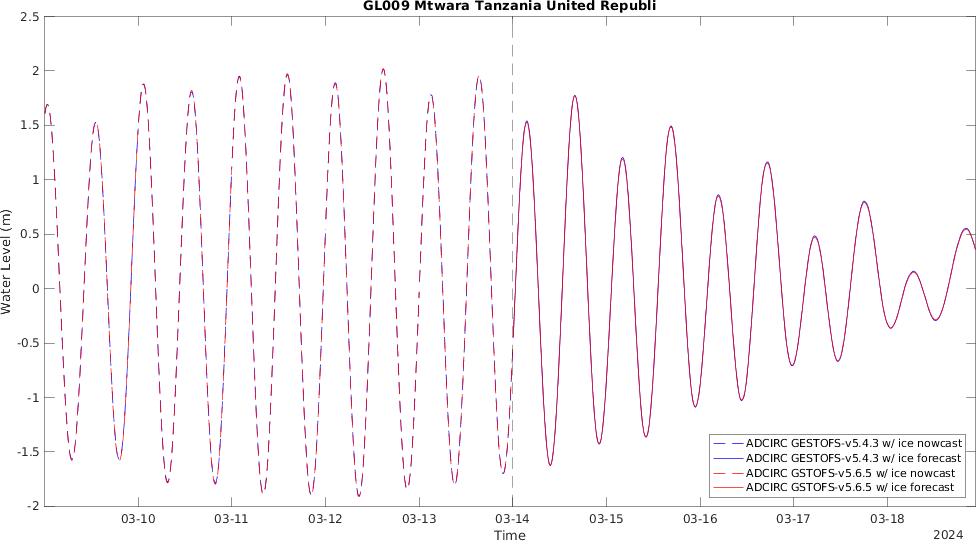 GL009 Mtwara Tanzania United Republi
2.5
2
1.5
1
0.5
0
-0.5
-1
-1.5
-2
Water Level (m)
03-10
03-11
03-12
03-13
03-14
03-15
03-16
03-17
03-18
Time
2024
ADCIRC GESTOFS-v5.4.3 w/ ice nowcast
ADCIRC GESTOFS-v5.4.3 w/ ice forecast
ADCIRC GSTOFS-v5.6.5 w/ ice nowcast
ADCIRC GSTOFS-v5.6.5 w/ ice forecast